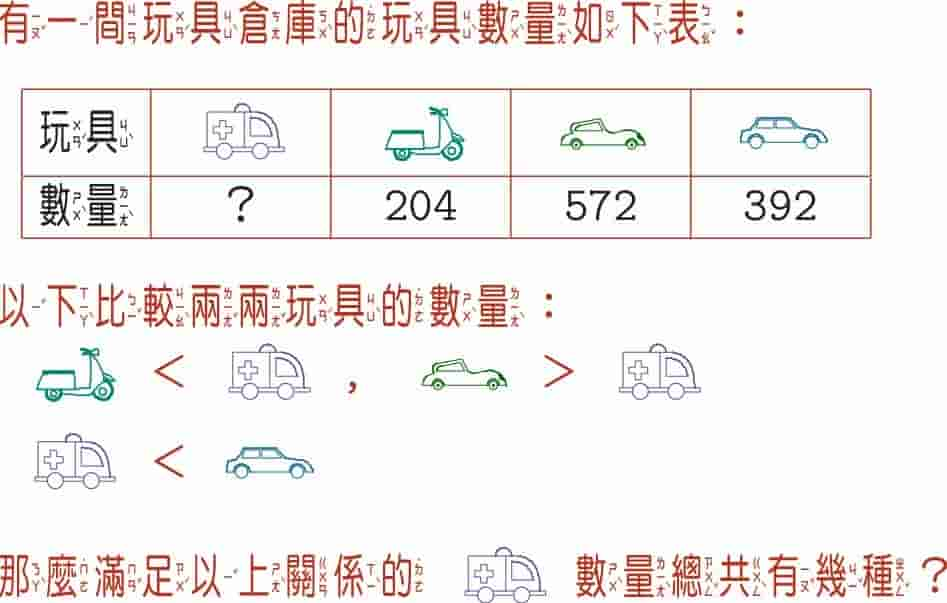 有一間玩具倉庫的玩具數量如下表：
玩具
數量 ? 204 572 392
以下比較兩兩玩具的數量：
< , >
<
那麼滿足以上關係的 數量總共有幾種？